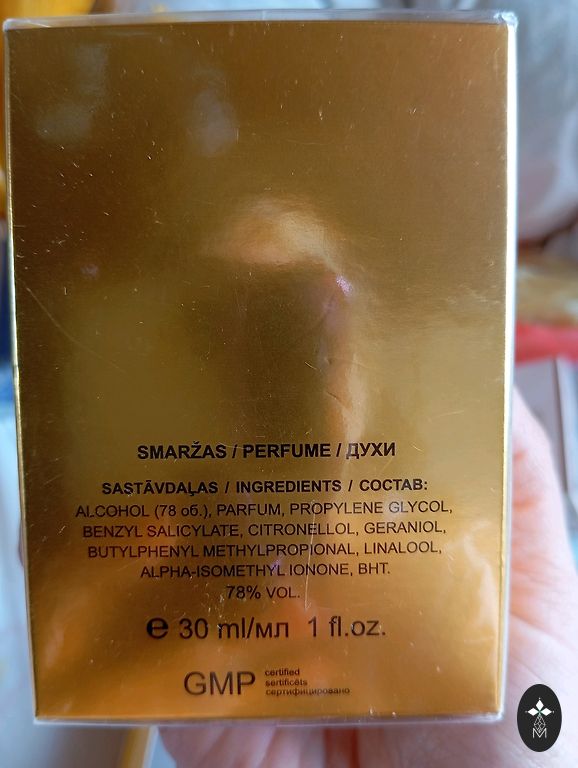 SMARŽAS / PERFUME / ДУХИ
SASTĀVDAĻAS / INGREDIENTS / СОСТАВ:
ALCOHOL (78 об.), PARFUM, PROPYLENE GLYCOL,
BENZYL SALICYLATE, CITRONELLOL, GERANIOL,
BUTYLPHENYL METHYLPROPIONAL, LINALOOL,
ALPHA-ISOMETHYL IONONE, BHT.
78% VOL.
℮ 30 ml/мл 1 fl.oz.
GMP certified
sertificēts
сертифицировано
M